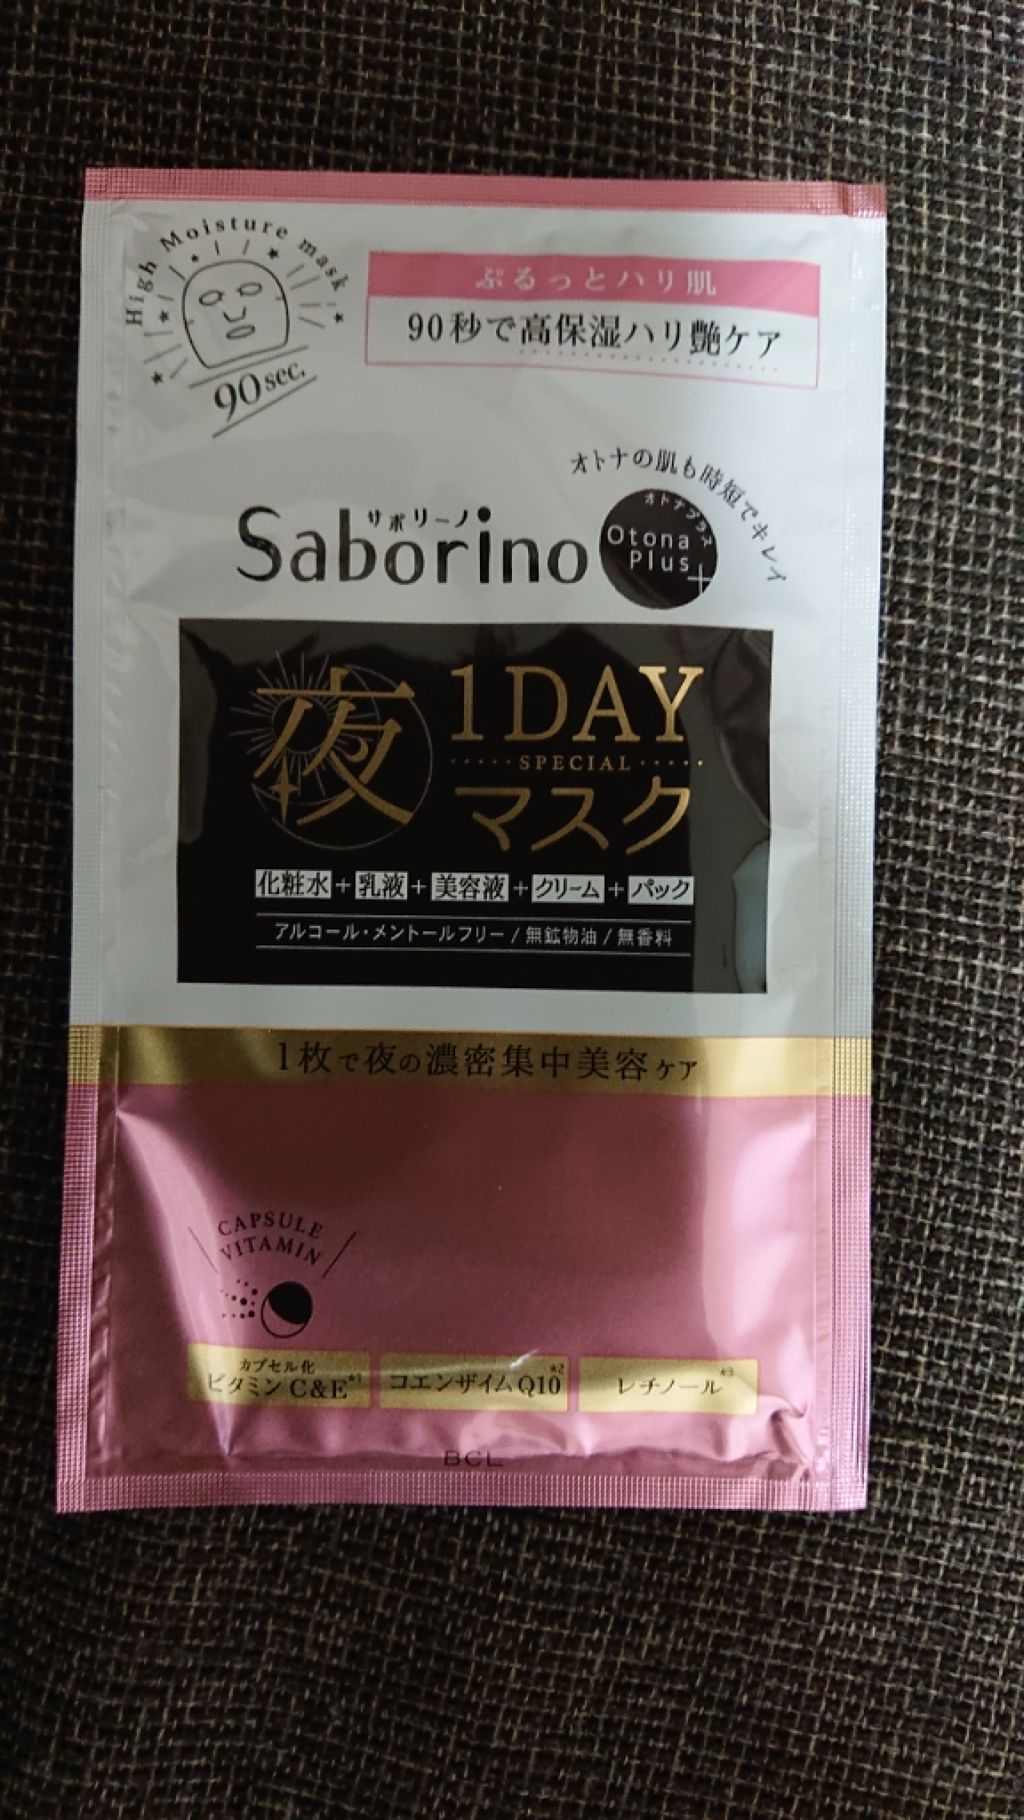 High Moisture mask
90 sec.
ぷるっとハリ肌
90秒で高保湿ハリ艶ケア
オトナの肌も時短でキレイ
サボリーノ
Saborino
オトナプラス
Otona
Plus+
夜
1DAY
SPECIAL
マスク
化粧水+乳液+美容液+クリーム+パック
アルコール・メントールフリー / 無鉱物油 / 無香料
1枚で夜の濃密集中美容ケア
CAPSULE
VITAMIN
カプセル化
ビタミンC&E*1
コエンザイムQ10*2
レチノール*3
BCL